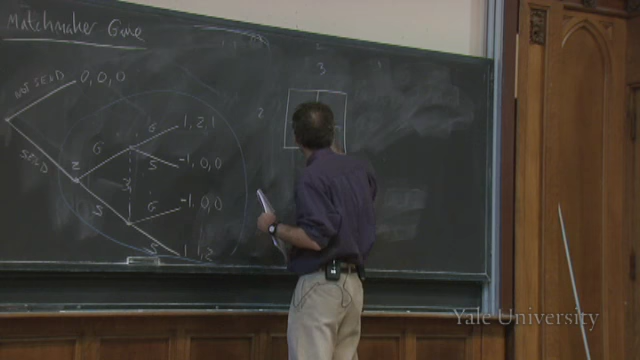 Matchmaker Game
NOT SEND
0,0,0
SEND
2
G
S
3
G
1, 2, 1
S
-1, 0, 0
G
-1, 0, 0
S
1, 1, 2
3
2
Yale University